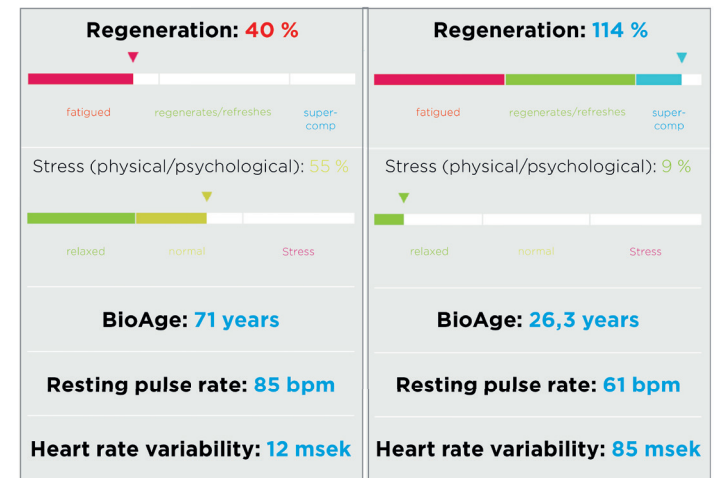 Regeneration: 40 %
fatigued
regenerates/refreshes
super-
comp
Stress (physical/psychological): 55 %
relaxed
normal
Stress
BioAge: 71 years
Resting pulse rate: 85 bpm
Heart rate variability: 12 msek
Regeneration: 114 %
fatigued
regenerates/refreshes
super-
comp
Stress (physical/psychological): 9 %
relaxed
normal
Stress
BioAge: 26,3 years
Resting pulse rate: 61 bpm
Heart rate variability: 85 msek